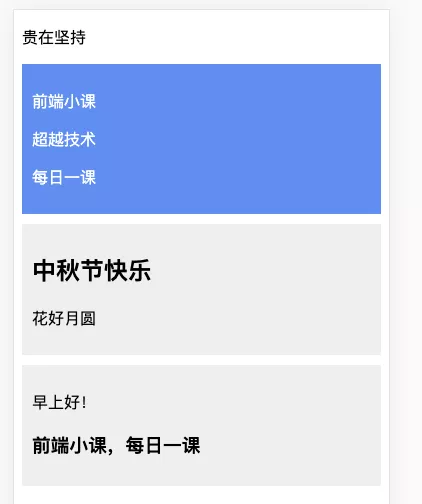 贵在坚持
前端小课
超越技术
每日一课
中秋节快乐
花好月圆
早上好！
前端小课，每日一课